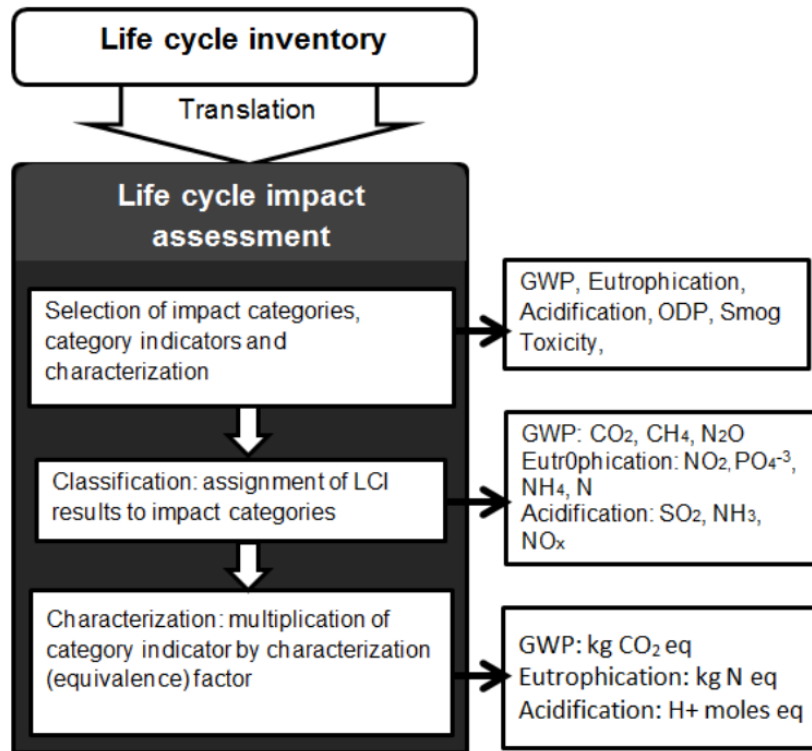 Life cycle inventory
Translation
Life cycle impact
assessment
Selection of impact categories,
category indicators and
characterization
GWP, Eutrophication,
Acidification, ODP, Smog
Toxicity,
Classification: assignment of LCI
results to impact categories
GWP: CO₂, CH₄, N₂O
Eutr0phication: NO₂, PO₄⁻³,
NH₄, N
Acidification: SO₂, NH₃,
NOₓ
Characterization: multiplication of
category indicator by characterization
(equivalence) factor
GWP: kg CO₂ eq
Eutrophication: kg N eq
Acidification: H+ moles eq